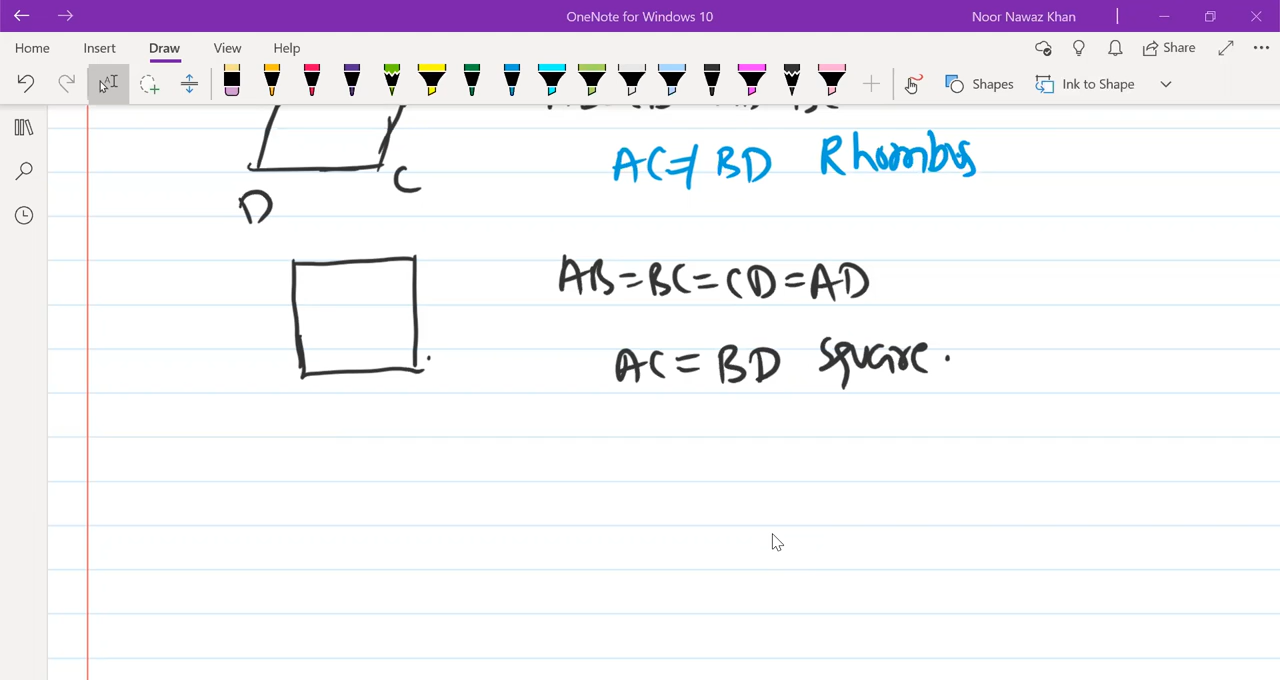 OneNote for Windows 10
Noor Nawaz Khan
Home Insert Draw View Help
Share
Shapes
Ink to Shape
AC ≠ BD Rhombus
C
D
AB = BC = CD = AD
AC = BD Square .